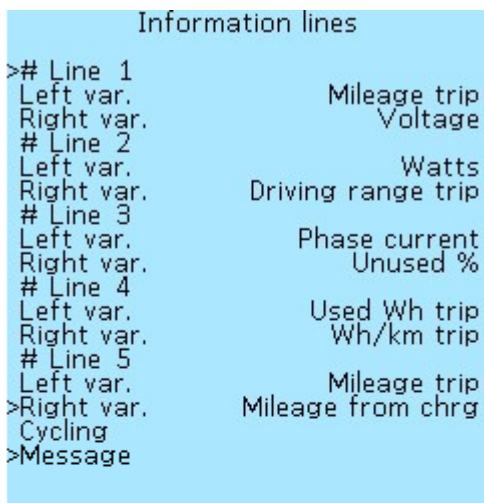 Information lines
># Line 1
Left var. Mileage trip
Right var. Voltage
# Line 2
Left var. Watts
Right var. Driving range trip
# Line 3
Left var. Phase current
Right var. Unused %
# Line 4
Left var. Used Wh trip
Right var. Wh/km trip
# Line 5
Left var. Mileage trip
>Right var. Mileage from chrg
Cycling
>Message